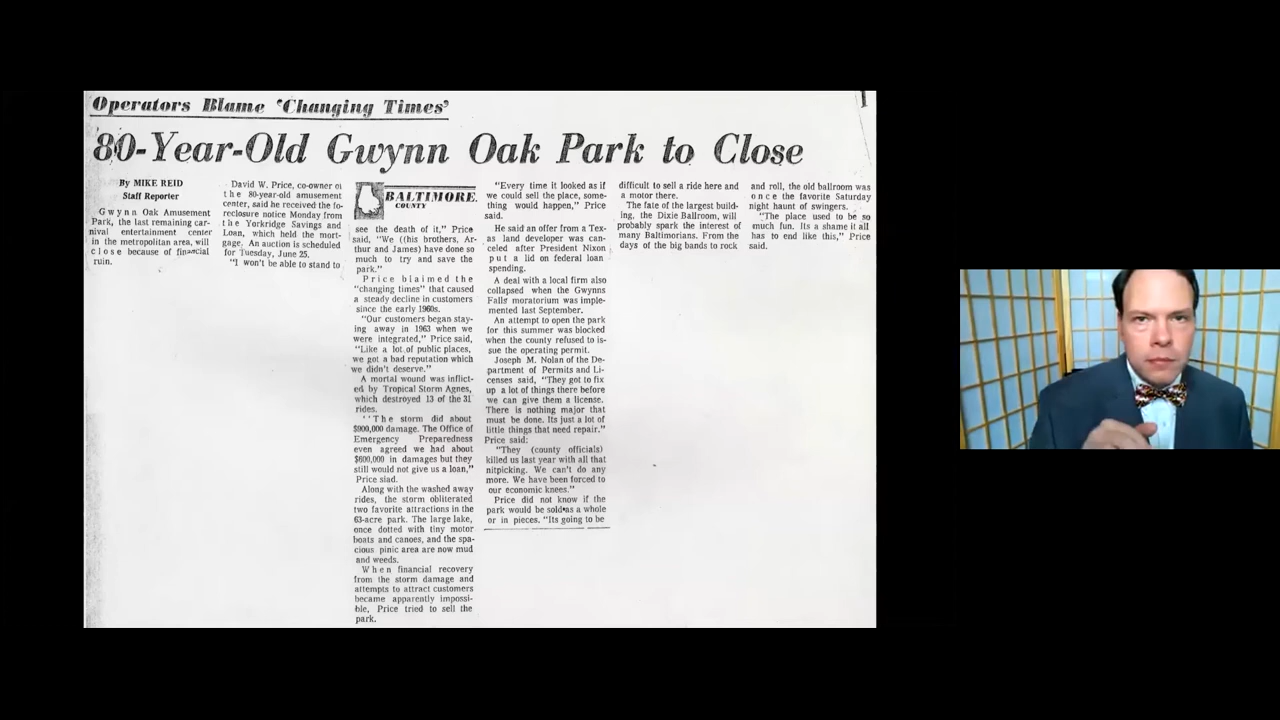 Operators Blame 'Changing Times'
80-Year-Old Gwynn Oak Park to Close
By MIKE REID
Staff Reporter
Gwynn Oak Amusement
Park, the last remaining car-
nival entertainment center
in the metropolitan area, will
close because of financial
ruin.
David W. Price, co-owner of
the 80-year-old amusement
center, said he received the fo-
reclosure notice Monday from
the Yorkridge Savings and
Loan, which held the mort-
gage. An auction is scheduled
for Tuesday, June 25.
"I won't be able to stand to
BALTIMORE
COUNTY
see the death of it," Price
said, "We ((this brothers, Ar-
thur and James) have done so
much to try and save the
park."
Price blaimed the
"changing times" that caused
a steady decline in customers
since the early 1960s.
"Our customers began stay-
ing away in 1963 when we
were integrated," Price said,
"Like a lot of public places,
we got a bad reputation which
we didn't deserve."
A mortal wound was inflict-
ed by Tropical Storm Agnes,
which destroyed 13 of the 31
rides.
''The storm did about
$900,000 damage. The Office of
Emergency Preparedness
even agreed we had about
$600,000 in damages but they
still would not give us a loan,"
Price siad.
Along with the washed away
rides, the storm obliterated
two favorite attractions in the
63-acre park. The large lake,
once dotted with tiny motor
boats and canoes, and the spa-
cious pinic area are now mud
and weeds.
When financial recovery
from the storm damage and
attempts to attract customers
became apparently impossi-
ble, Price tried to sell the
park.
"Every time it looked as if
we could sell the place, some-
thing would happen," Price
said.
He said an offer from a Tex-
as land developer was can-
celed after President Nixon
put a lid on federal loan
spending.
A deal with a local firm also
collapsed when the Gwynns
Falls moratorium was imple-
mented last September.
An attempt to open the park
for this summer was blocked
when the county refused to is-
sue the operating permit.
Joseph M. Nolan of the De-
partment of Permits and Li-
censes said, "They got to fix
up a lot of things there before
we can give them a license.
There is nothing major that
must be done. Its just a lot of
little things that need repair."
Price said:
"They (county officials)
killed us last year with all that
nitpicking. We can't do any
more. We have been forced to
our economic knees."
Price did not know if the
park would be sold as a whole
or in pieces. "Its going to be
difficult to sell a ride here and
a motor there.
The fate of the largest build-
ing, the Dixie Ballroom, will
probably spark the interest of
many Baltimorians. From the
days of the big bands to rock
and roll, the old ballroom was
once the favorite Saturday
night haunt of swingers.
"The place used to be so
much fun. Its a shame it all
has to end like this," Price
said.